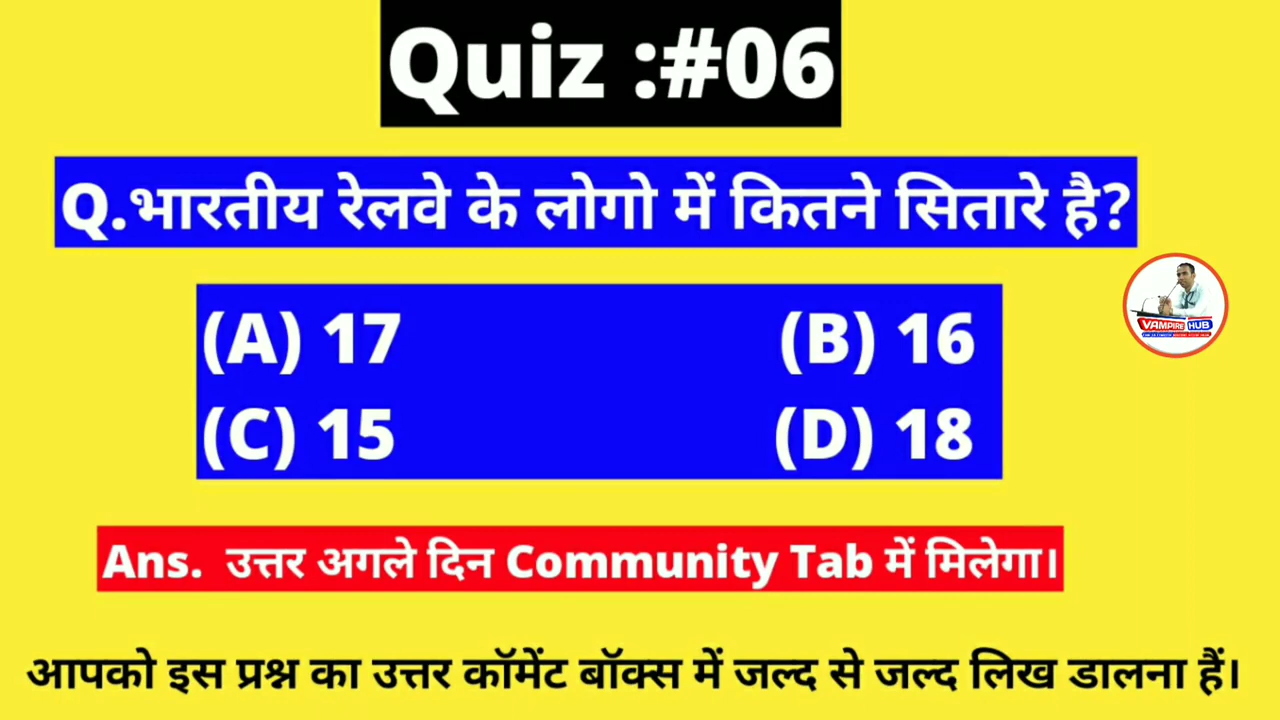 Quiz :#06
Q.भारतीय रेलवे के लोगो में कितने सितारे है?
(A) 17 (B) 16
(C) 15 (D) 18
VAMPIRE HUB
Ans. उत्तर अगले दिन Community Tab में मिलेगा।
आपको इस प्रश्न का उत्तर कॉमेंट बॉक्स में जल्द से जल्द लिख डालना हैं।